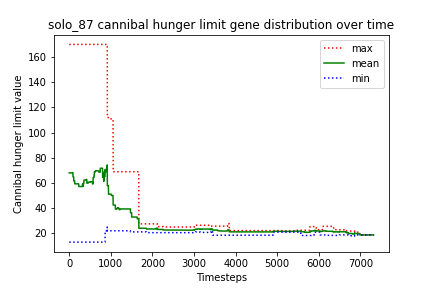 solo_87 cannibal hunger limit gene distribution over time
max
mean
min
160
140
120
100
80
60
40
20
Cannibal hunger limit value
0 1000 2000 3000 4000 5000 6000 7000
Timesteps